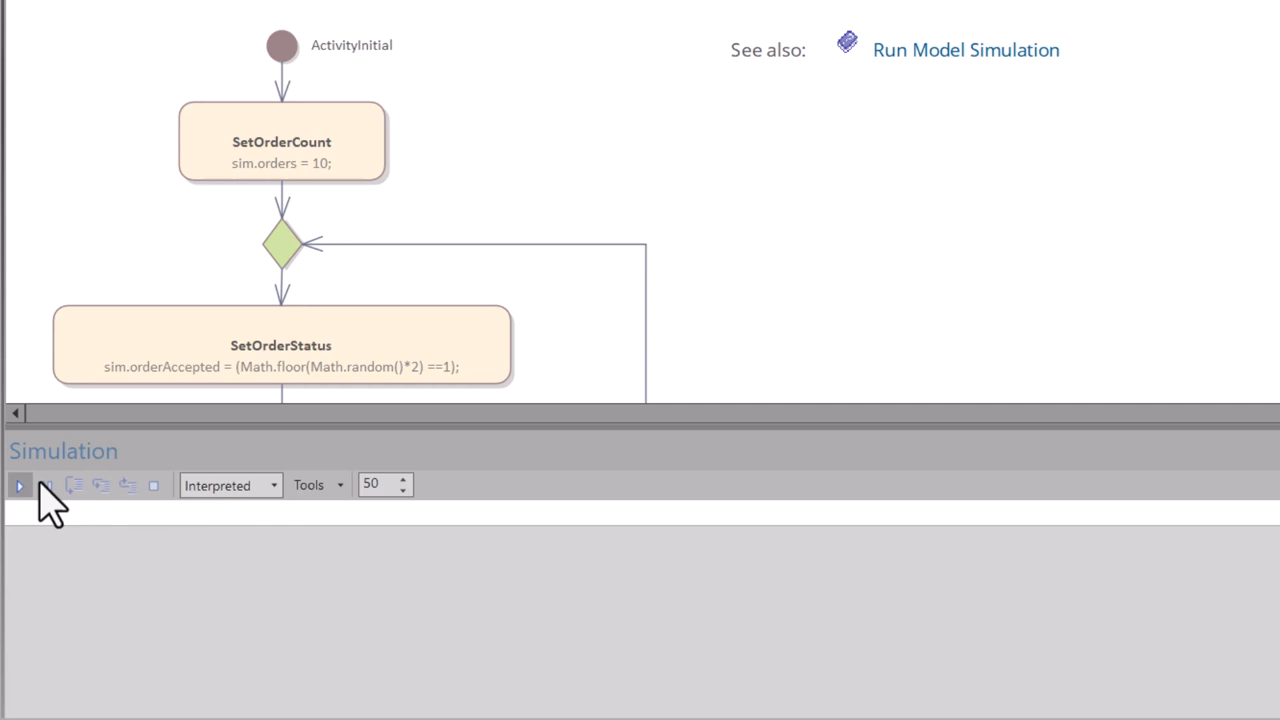 ActivityInitial
See also: Run Model Simulation
SetOrderCount
sim.orders = 10;
SetOrderStatus
sim.orderAccepted = (Math.floor(Math.random()*2) ==1);
Simulation
Interpreted Tools 50